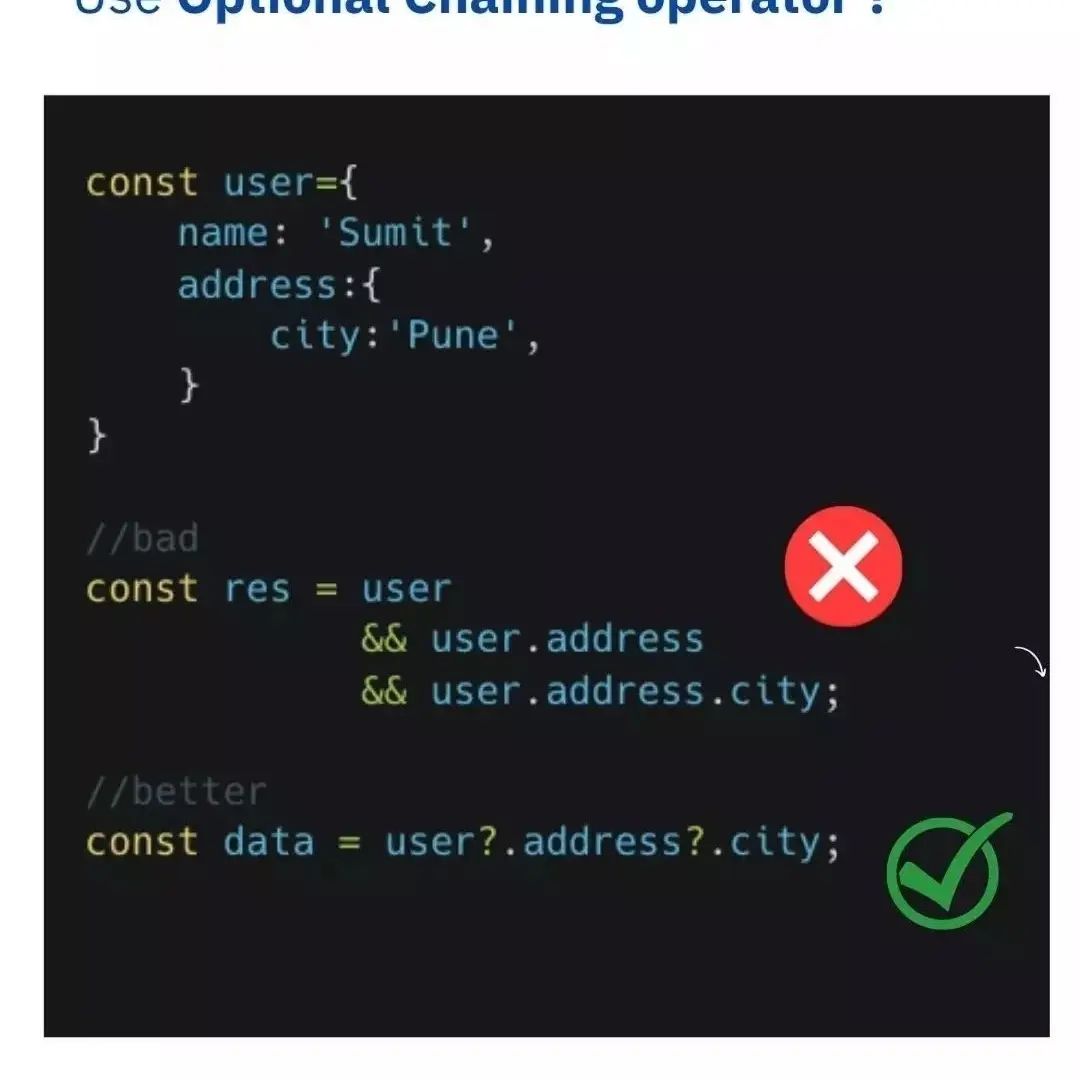 Use Optional Chaining operator ?
const user={
    name: 'Sumit',
    address:{
        city:'Pune',
    }
}
//bad
const res = user
            && user.address
            && user.address.city;
//better
const data = user?.address?.city;